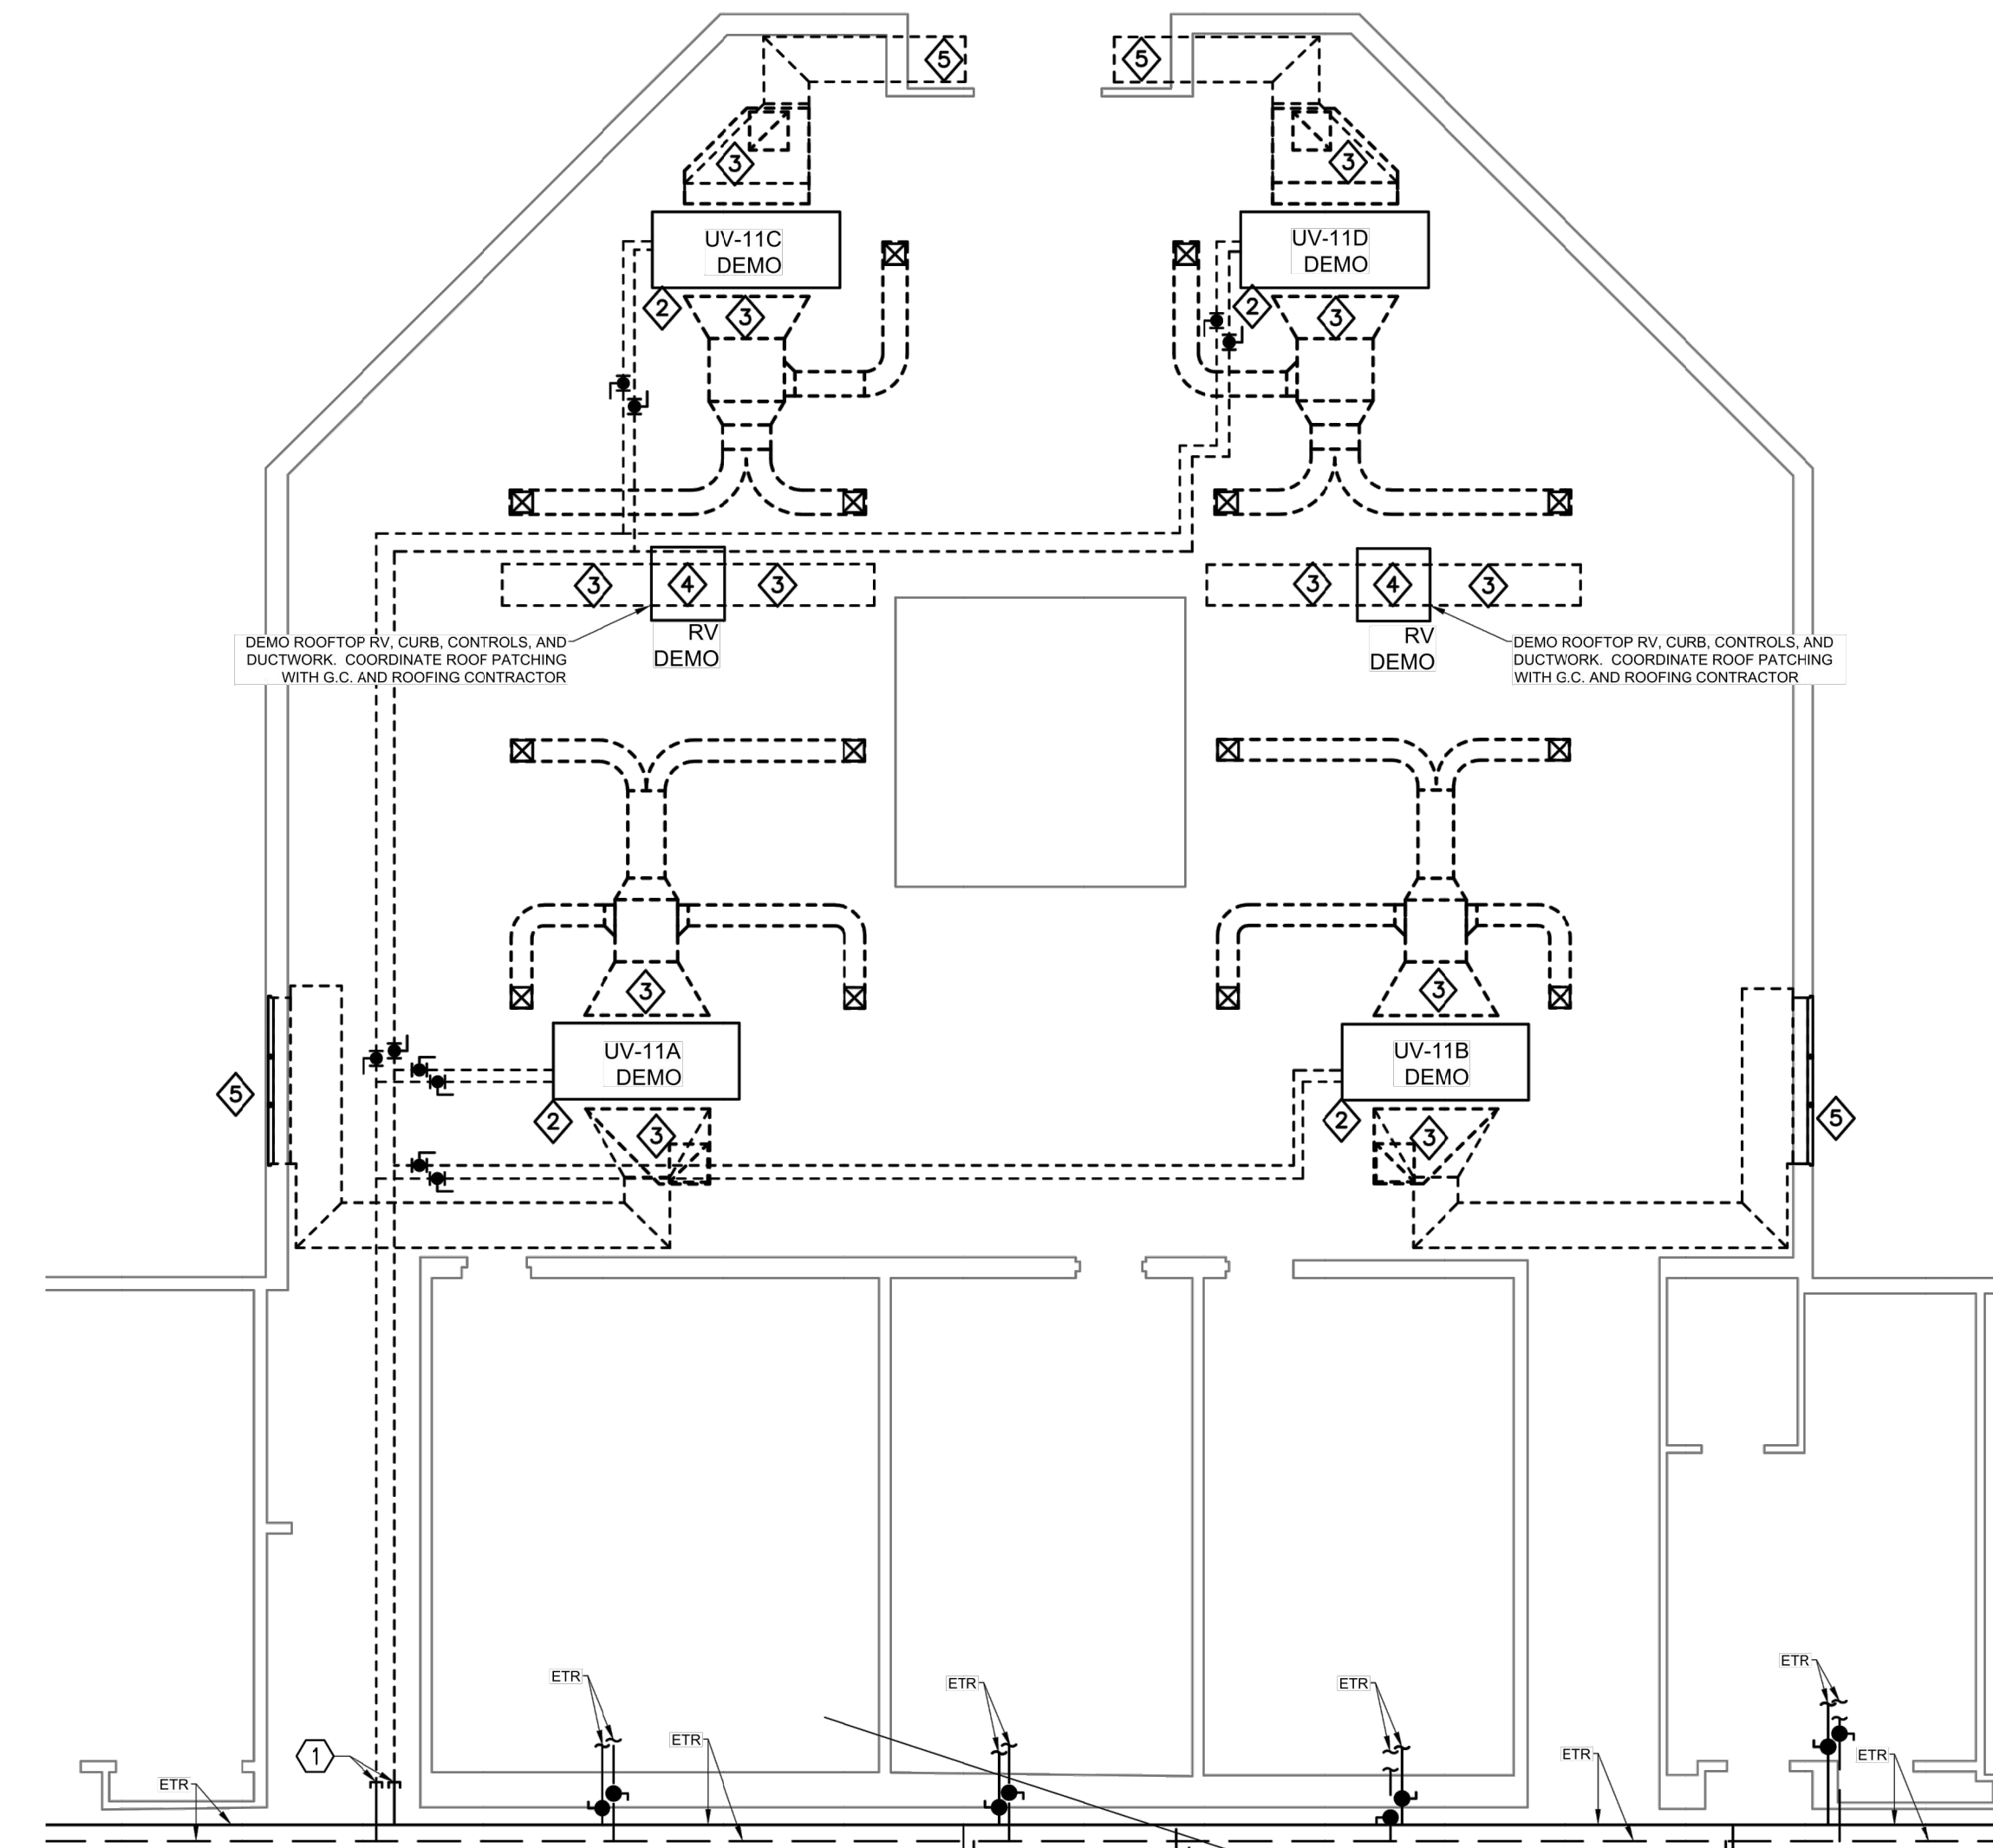 5
5
3
3
UV-11C
DEMO
UV-11D
DEMO
2
3
2
3
3
4
3
3
4
3
RV
DEMO
RV
DEMO
DEMO ROOFTOP RV, CURB, CONTROLS, AND
DUCTWORK. COORDINATE ROOF PATCHING
WITH G.C. AND ROOFING CONTRACTOR
DEMO ROOFTOP RV, CURB, CONTROLS, AND
DUCTWORK. COORDINATE ROOF PATCHING
WITH G.C. AND ROOFING CONTRACTOR
3
3
UV-11A
DEMO
UV-11B
DEMO
5
2
3
2
3
5
ETR
ETR
ETR
ETR
ETR
1
ETR
ETR
ETR